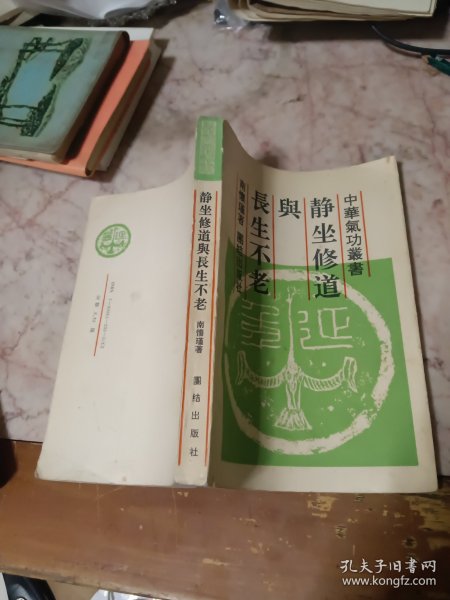 中華氣功叢書
静坐修道
與
長生不老
南懷瑾著 團結出版社
静坐修道與長生不老
南懷瑾著
團結出版社
孔夫子旧书网
www.kongfz.com